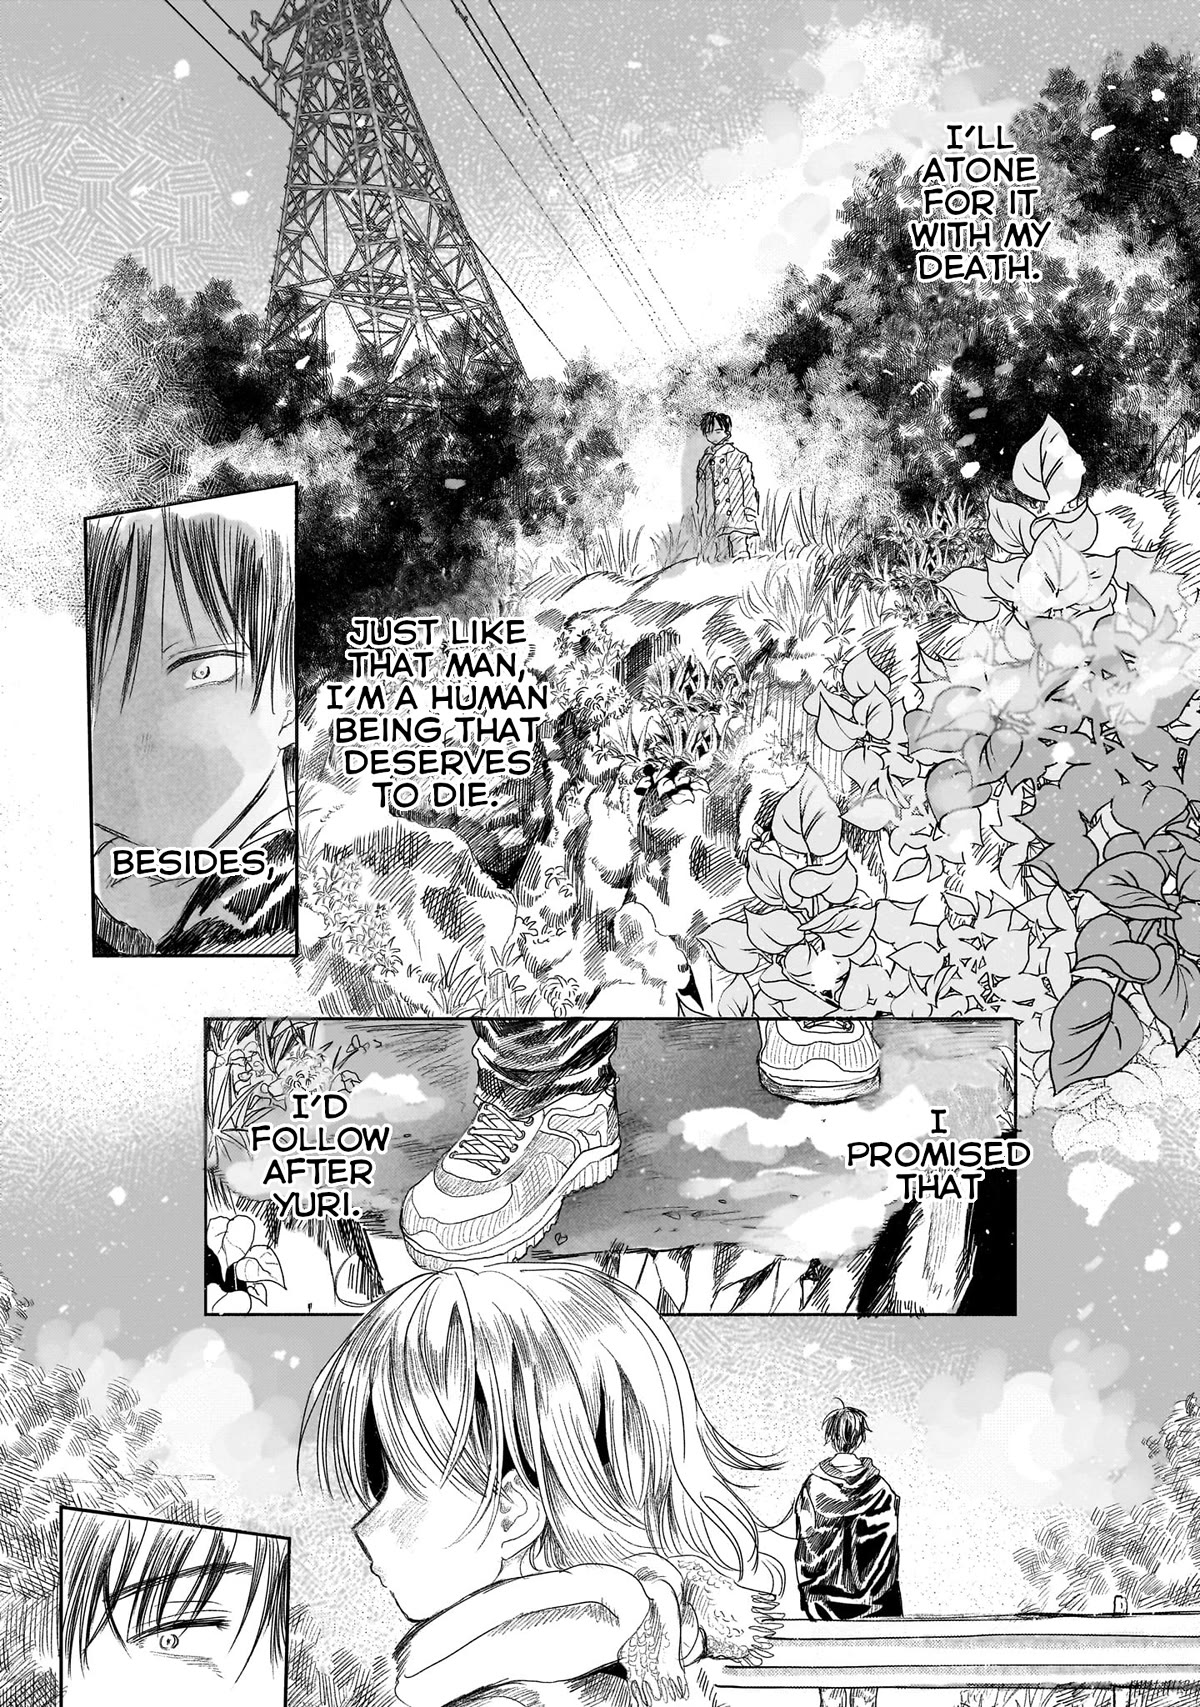 I'LL
ATONE
FOR IT
WITH MY
DEATH.
JUST LIKE
THAT MAN,
I'M A HUMAN
BEING THAT
DESERVES
TO DIE.
BESIDES,
I
PROMISED
THAT
I'D
FOLLOW
AFTER
YURI.